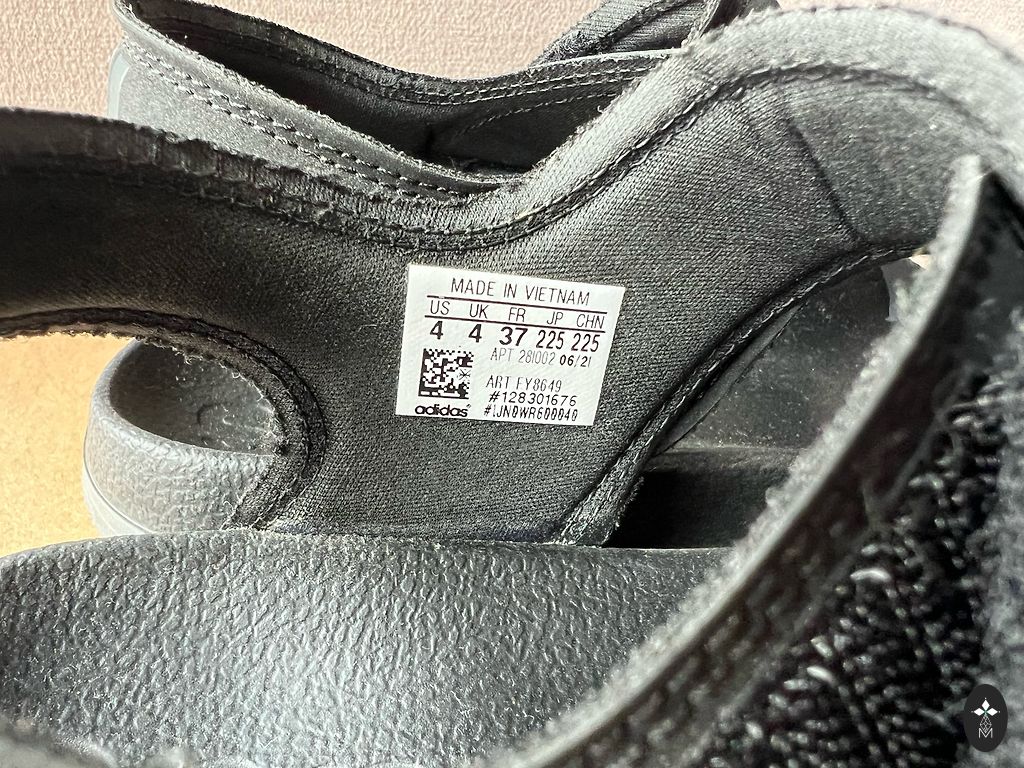 MADE IN VIETNAM
US UK FR JP CHN
4 4 37 225 225
APT 281002 06/21
ART FY8649
#128301676
adidas #IJN0WR600040
M